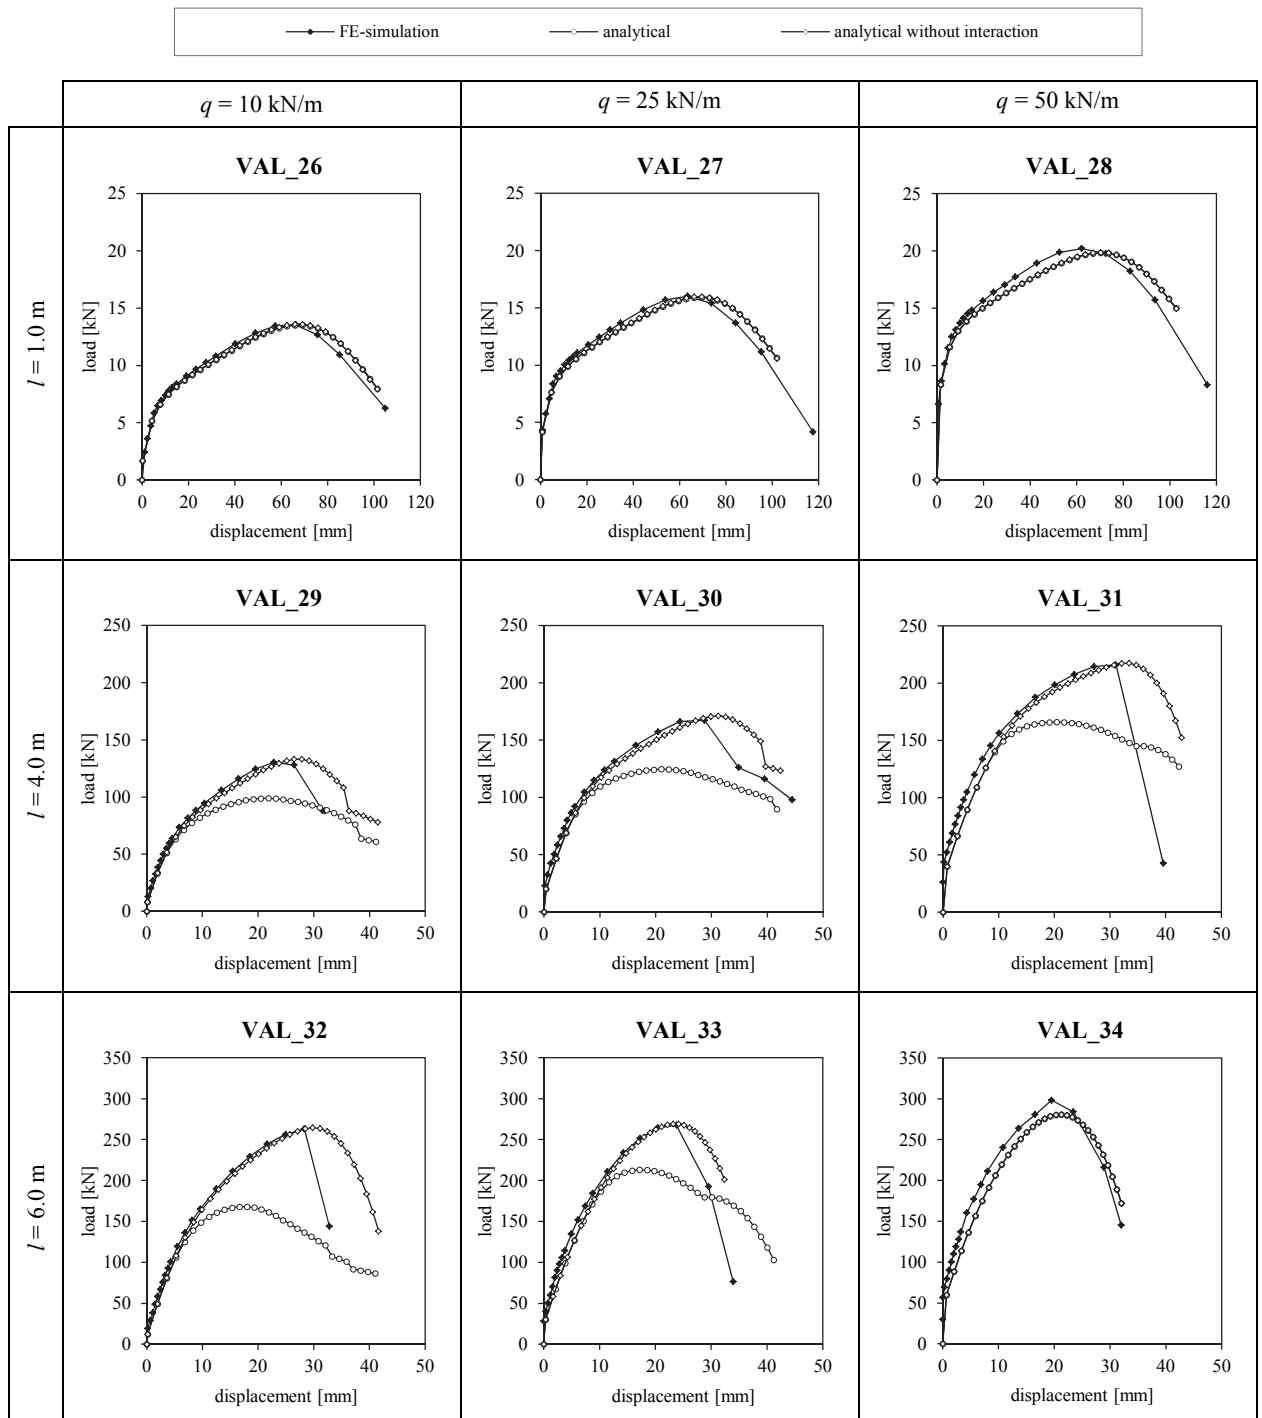 FE-simulation analytical analytical without interaction
q = 10 kN/m q = 25 kN/m q = 50 kN/m
l = 1.0 m
VAL_26
25
20
15
10
5
0
load [kN]
0 20 40 60 80 100 120
displacement [mm]
VAL_27
25
20
15
10
5
0
load [kN]
0 20 40 60 80 100 120
displacement [mm]
VAL_28
25
20
15
10
5
0
load [kN]
0 20 40 60 80 100 120
displacement [mm]
l = 4.0 m
VAL_29
250
200
150
100
50
0
load [kN]
0 10 20 30 40 50
displacement [mm]
VAL_30
250
200
150
100
50
0
load [kN]
0 10 20 30 40 50
displacement [mm]
VAL_31
250
200
150
100
50
0
load [kN]
0 10 20 30 40 50
displacement [mm]
l = 6.0 m
VAL_32
350
300
250
200
150
100
50
0
load [kN]
0 10 20 30 40 50
displacement [mm]
VAL_33
350
300
250
200
150
100
50
0
load [kN]
0 10 20 30 40 50
displacement [mm]
VAL_34
350
300
250
200
150
100
50
0
load [kN]
0 10 20 30 40 50
displacement [mm]